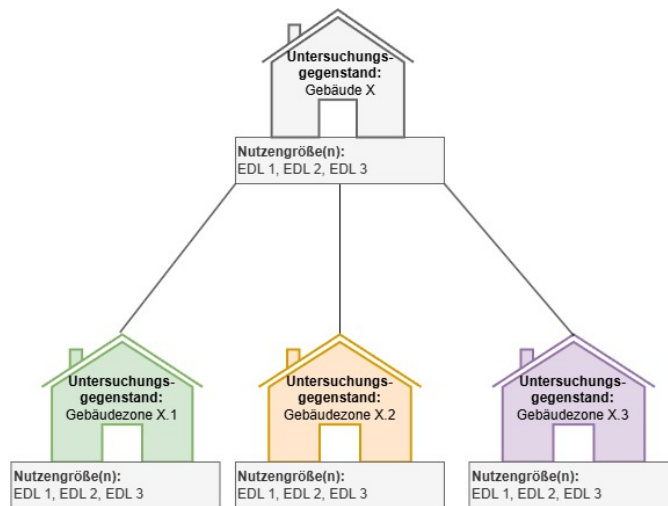 Untersuchungs-
gegenstand:
Gebäude X
Nutzengröße(n):
EDL 1, EDL 2, EDL 3
Untersuchungs-
gegenstand:
Gebäudezone X.1
Nutzengröße(n):
EDL 1, EDL 2, EDL 3
Untersuchungs-
gegenstand:
Gebäudezone X.2
Nutzengröße(n):
EDL 1, EDL 2, EDL 3
Untersuchungs-
gegenstand:
Gebäudezone X.3
Nutzengröße(n):
EDL 1, EDL 2, EDL 3